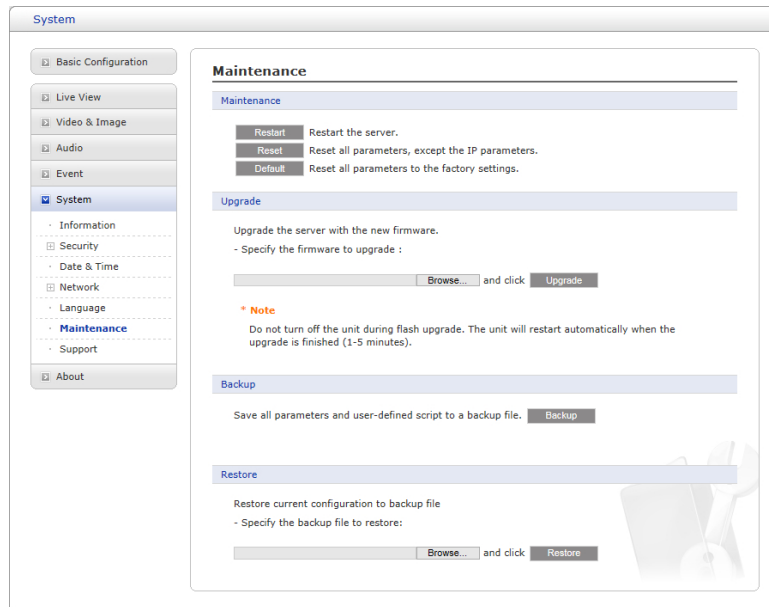 System
Basic Configuration
Live View
Video & Image
Audio
Event
System
· Information
Security
· Date & Time
Network
· Language
· Maintenance
· Support
About
Maintenance
Maintenance
Restart Restart the server.
Reset Reset all parameters, except the IP parameters.
Default Reset all parameters to the factory settings.
Upgrade
Upgrade the server with the new firmware.
- Specify the firmware to upgrade :
Browse... and click Upgrade
* Note
Do not turn off the unit during flash upgrade. The unit will restart automatically when the
upgrade is finished (1-5 minutes).
Backup
Save all parameters and user-defined script to a backup file. Backup
Restore
Restore current configuration to backup file
- Specify the backup file to restore:
Browse... and click Restore